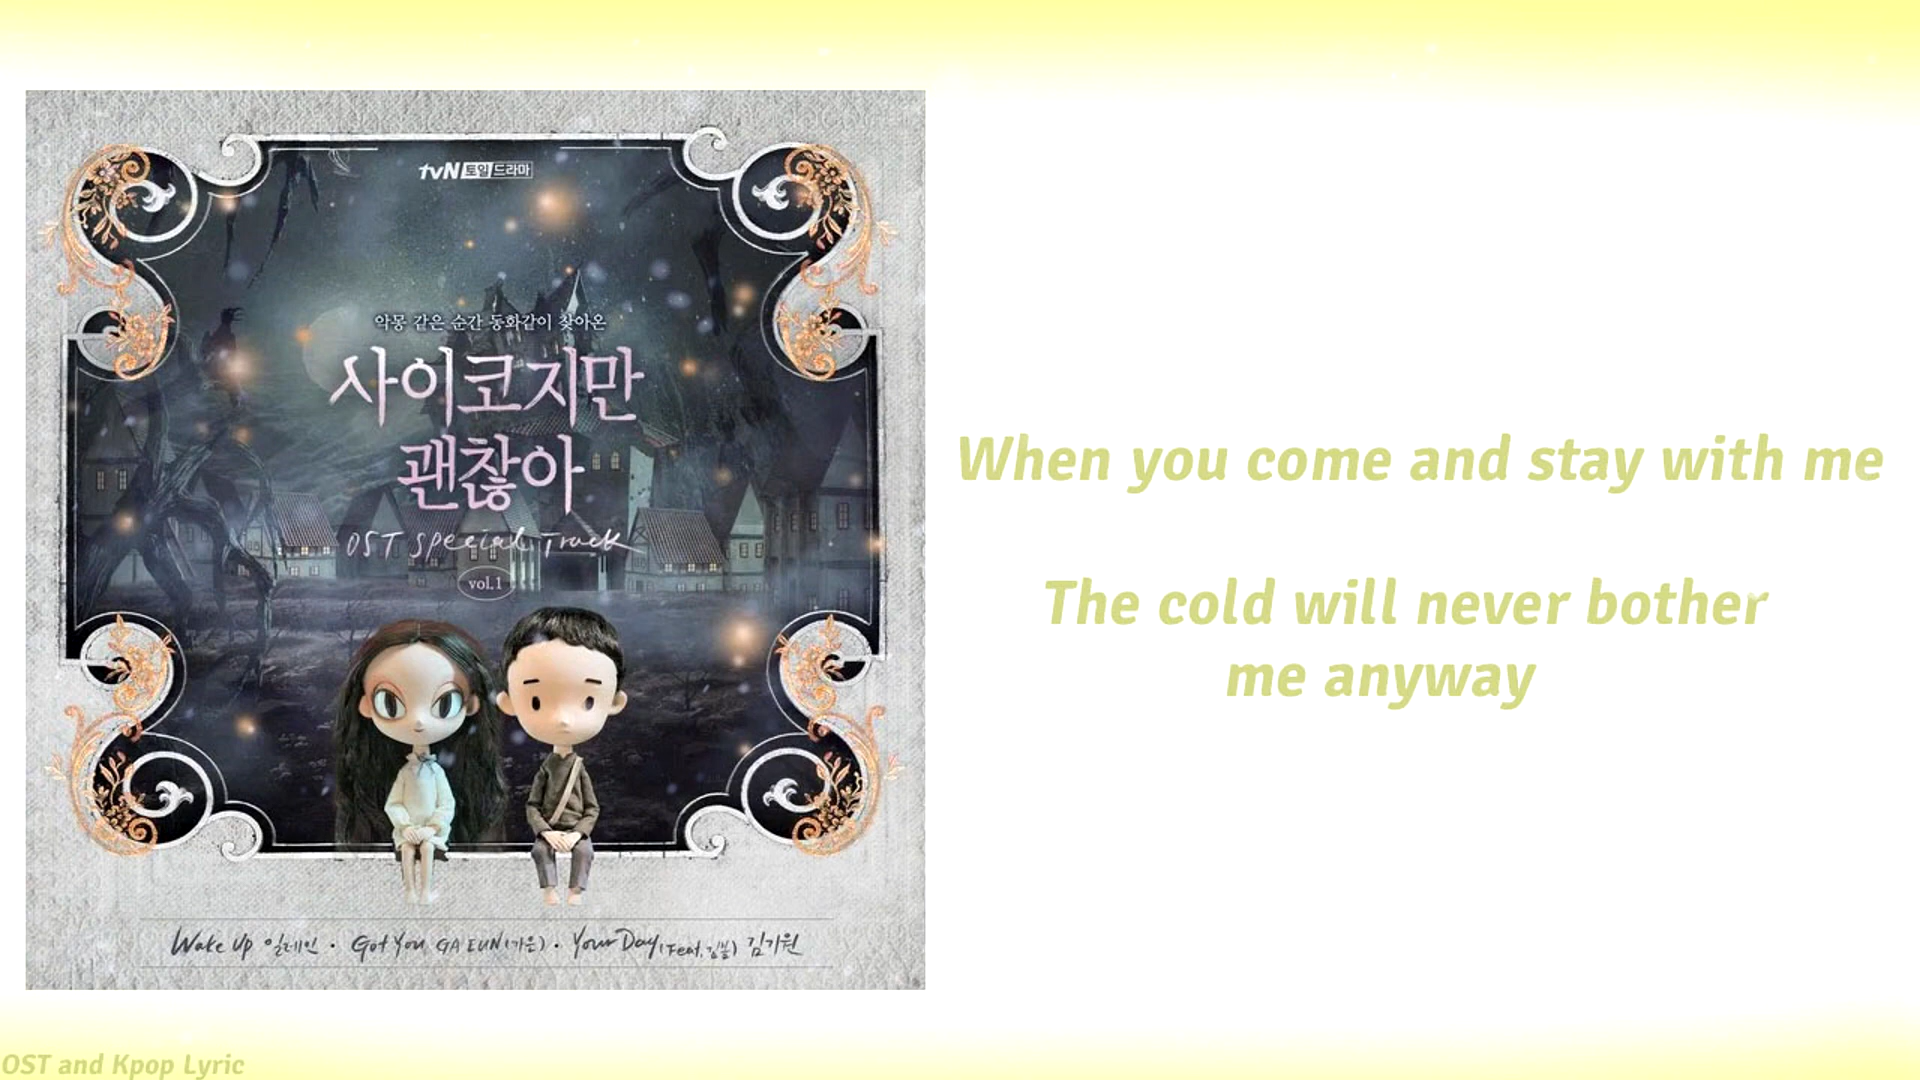 tvN 토일드라마
악몽 같은 순간 동화같이 찾아온
사이코지만
괜찮아
OST Special Track
vol.1
Wake Up 일레인 · Got You GA EUN(가은) · Your Day(Feat. 김봄) 김기원
When you come and stay with me
The cold will never bother
me anyway
OST and Kpop Lyric